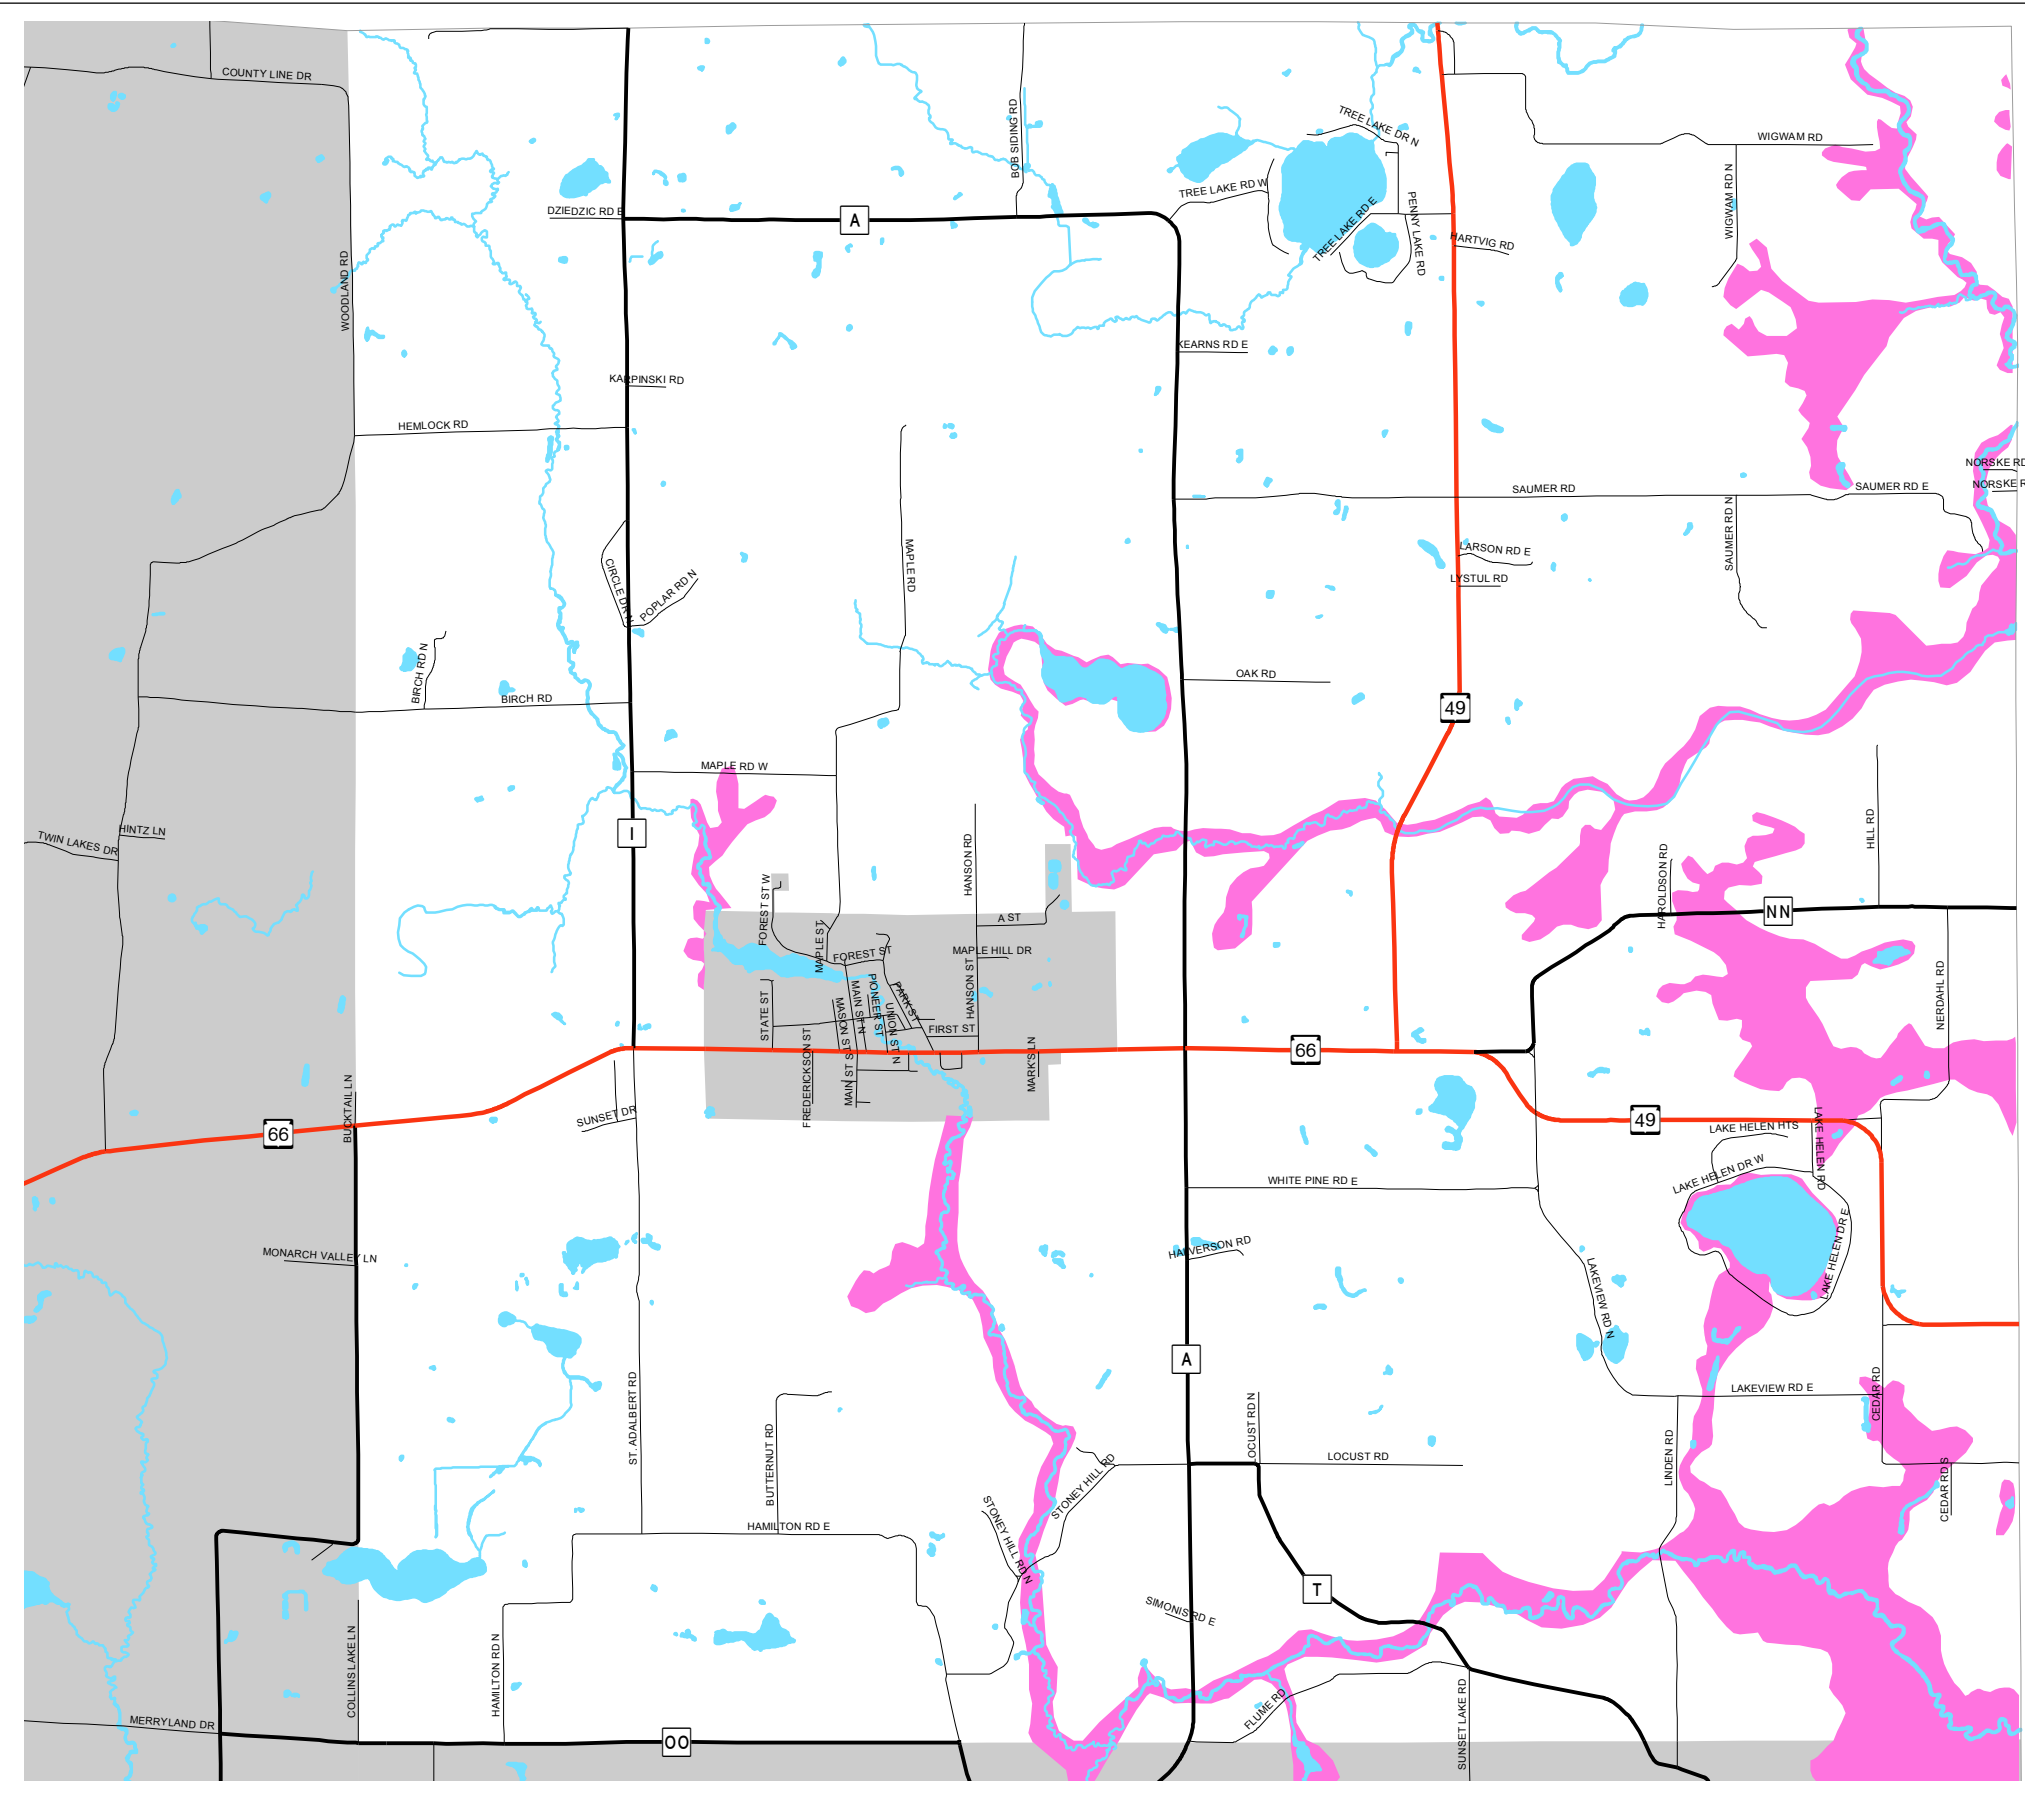 COUNTY LINE DR
BOB SIDING RD
TREE LAKE DR N
WIGWAM RD
TREE LAKE RD W
WIGWAM RD N
DZIEDZIC RD E
A
PENNY LAKE RD
TREE LAKE RD E
HARTVIG RD
WOODLAND RD
KEARNS RD E
KARPINSKI RD
HEMLOCK RD
NORSKE RD
NORSKE R
SAUMER RD
SAUMER RD E
SAUMER RD N
MAPLE RD
LARSON RD E
LYSTUL RD
CIRCLE DR N
POPLAR RD N
BIRCH RD N
BIRCH RD
OAK RD
49
MAPLE RD W
I
HINTZ LN
TWIN LAKES DR
HILL RD
HANSON RD
HAROLDSON RD
FOREST ST W
NN
A ST
MAPLE ST
FOREST ST
MAPLE HILL DR
NERDAHL RD
HANSON ST
PIONEER ST
MAIN ST N
PARK ST
STATE ST
MASON ST
UNION ST N
FIRST ST
66
MARK'S LN
FREDERICKSON ST
MAIN ST S
BUCKTAIL LN
SUNSET DR
66
49
LAKE HELEN HTS
LAKE HELEN RD
LAKE HELEN DR W
WHITE PINE RD E
HALVERSON RD
MONARCH VALLEY LN
LAKE HELEN DR E
LAKEVIEW RD N
A
LAKEVIEW RD E
CEDAR RD
ST. ADALBERT RD
BUTTERNUT RD
LOCUST RD N
LOCUST RD
LINDEN RD
STONEY HILL RD
CEDAR RD S
STONEY HILL RD N
HAMILTON RD E
T
SIMONIS RD E
COLLINS LAKE LN
HAMILTON RD N
FLUME RD
SUNSET LAKE RD
MERRYLAND DR
OO